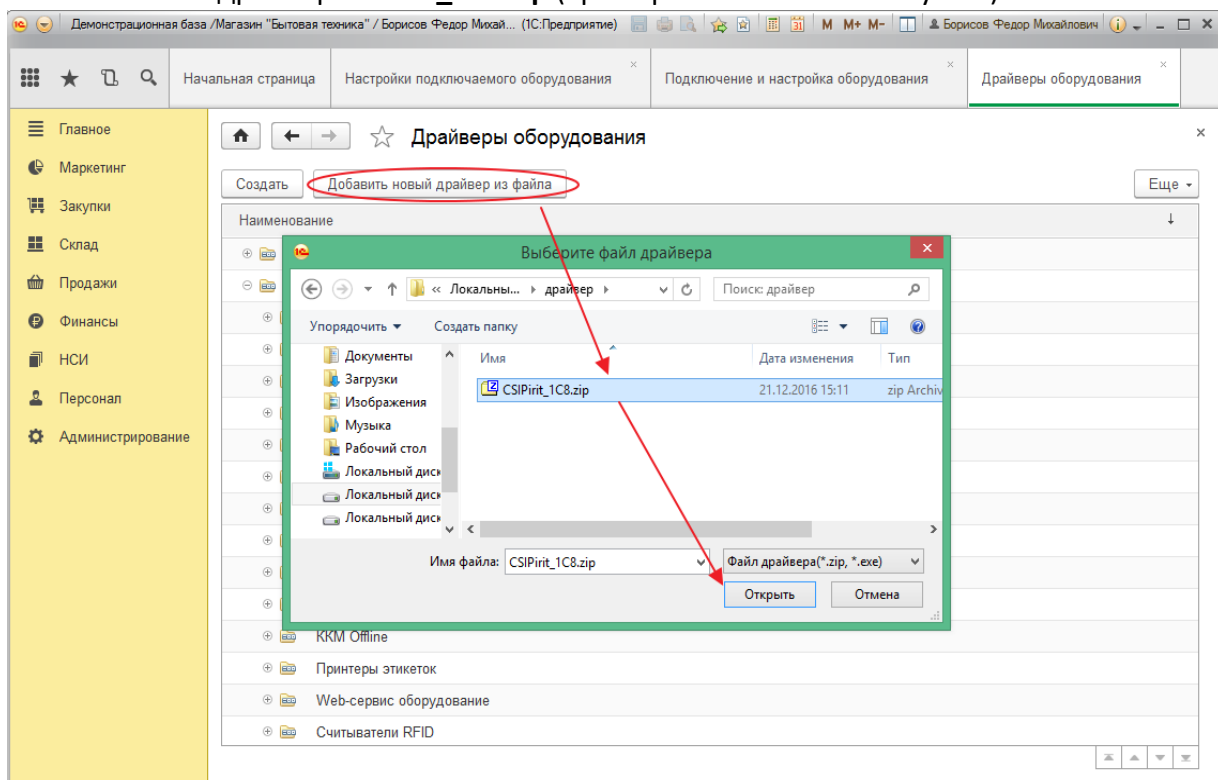 Демонстрационная база /Магазин "Бытовая техника" / Борисов Федор Михай... (1С:Предприятие) M M+ M- Борисов Федор Михайлович
Начальная страница Настройки подключаемого оборудования Подключение и настройка оборудования Драйверы оборудования
Главное
Маркетинг
Закупки
Склад
Продажи
Финансы
НСИ
Персонал
Администрирование
Драйверы оборудования
Создать Добавить новый драйвер из файла Еще
Наименование
Выберите файл драйвера
« Локальны... драйвер Поиск: драйвер
Упорядочить Создать папку
Документы
Загрузки
Изображения
Музыка
Рабочий стол
Локальный диск
Локальный диск
Локальный диск
Имя Дата изменения Тип
CSIPirit_1C8.zip 21.12.2016 15:11 zip Archiv
Имя файла: CSIPirit_1C8.zip Файл драйвера(*.zip, *.exe)
Открыть Отмена
ККМ Offline
Принтеры этикеток
Web-сервис оборудование
Считыватели RFID